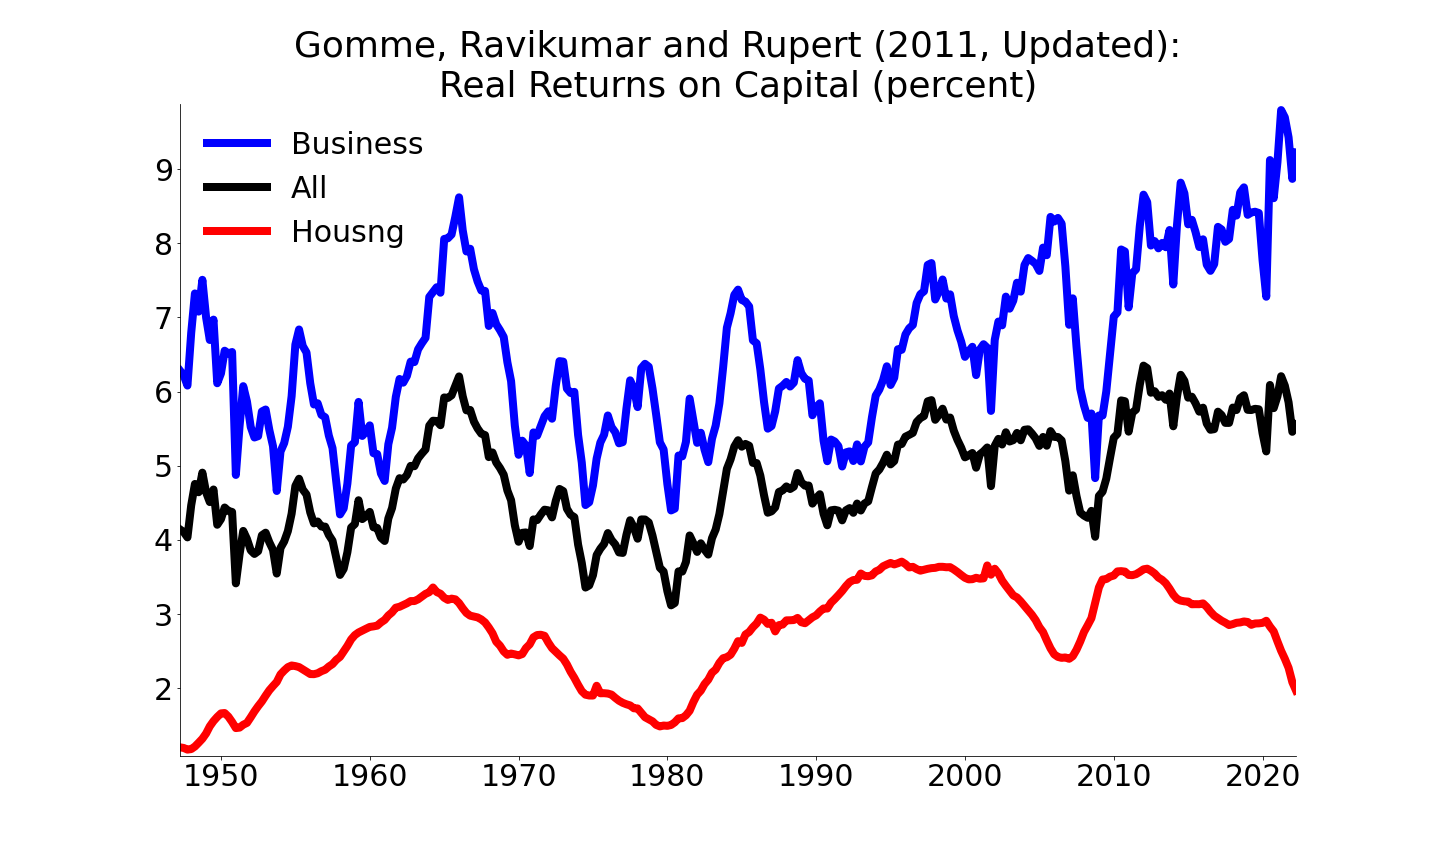 Gomme, Ravikumar and Rupert (2011, Updated):
Real Returns on Capital (percent)
Business
All
Housng
9
8
7
6
5
4
3
2
1950 1960 1970 1980 1990 2000 2010 2020